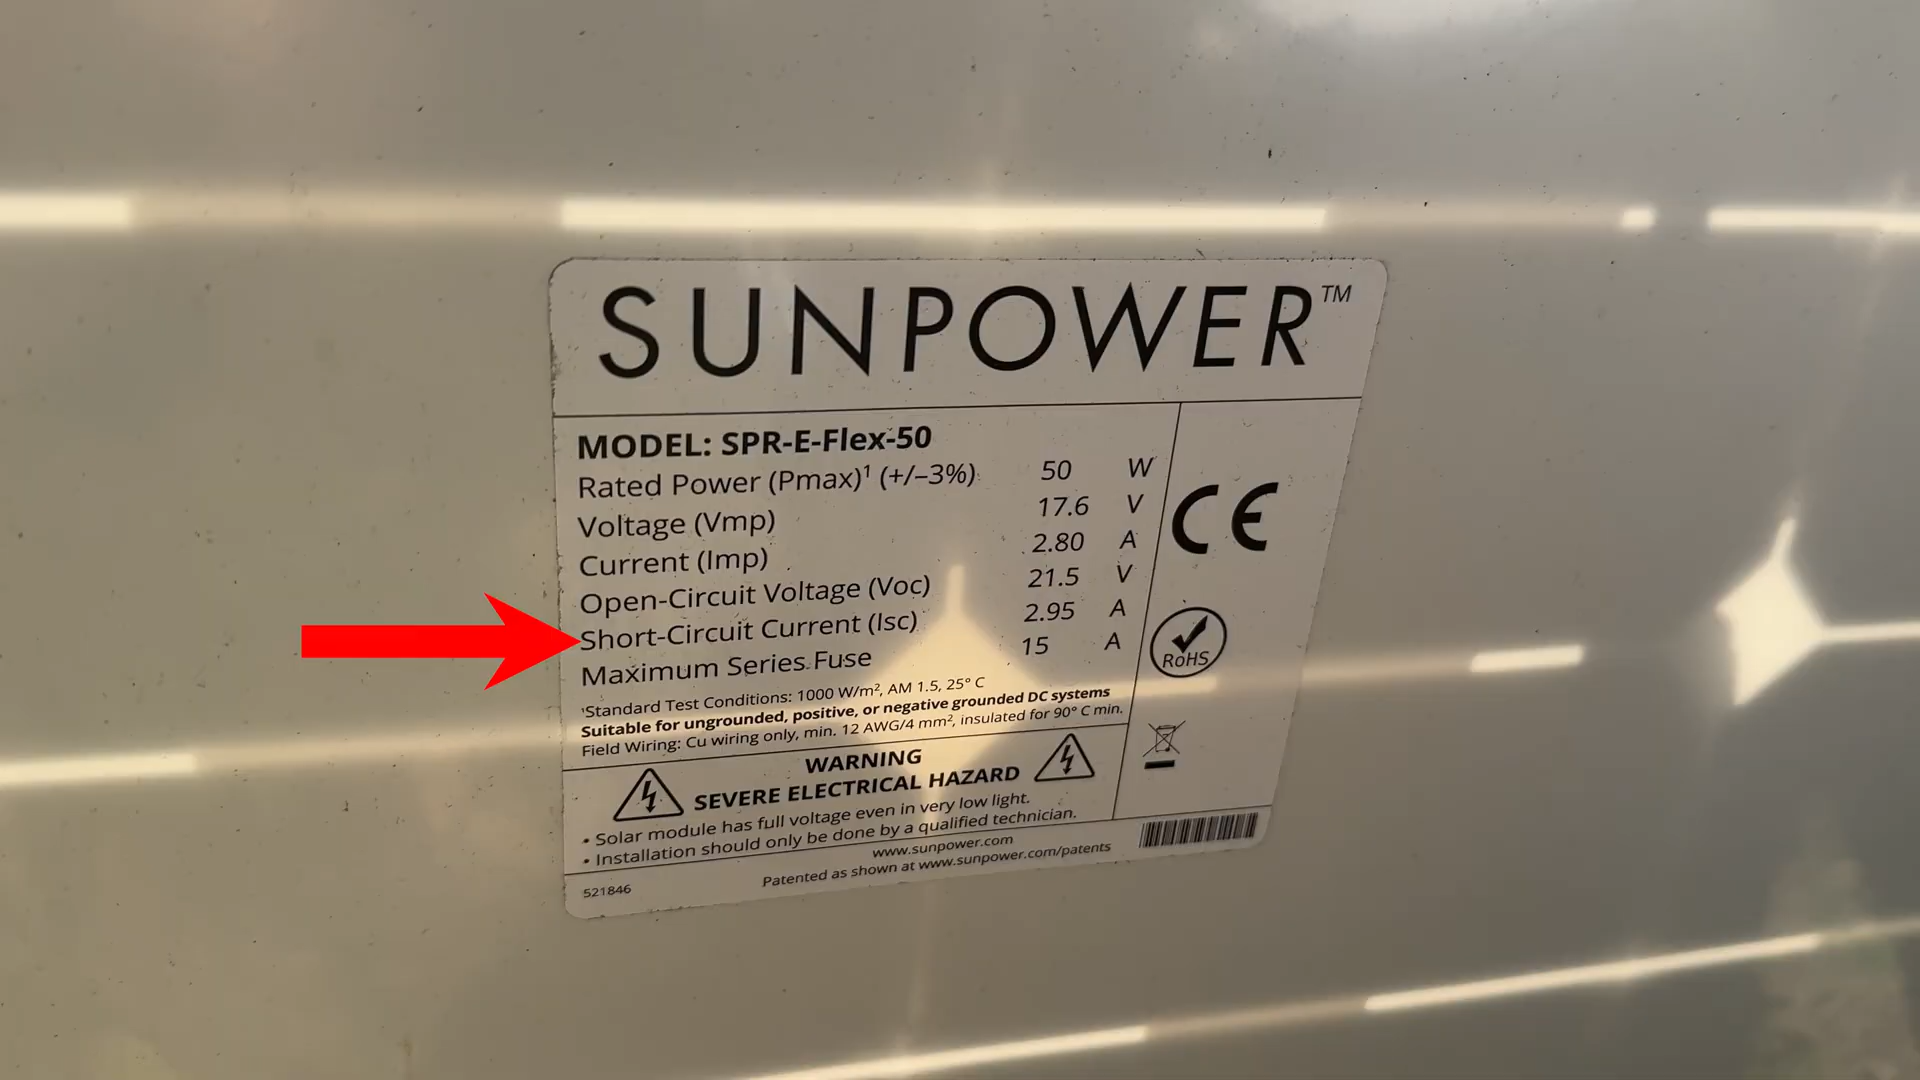 SUNPOWER™
MODEL: SPR-E-Flex-50
Rated Power (Pmax)¹ (+/–3%) 50 W
Voltage (Vmp) 17.6 V
Current (Imp) 2.80 A
Open-Circuit Voltage (Voc) 21.5 V
Short-Circuit Current (Isc) 2.95 A
Maximum Series Fuse 15 A
¹Standard Test Conditions: 1000 W/m², AM 1.5, 25° C
Suitable for ungrounded, positive, or negative grounded DC systems
Field Wiring: Cu wiring only, min. 12 AWG/4 mm², insulated for 90° C min.
CE
RoHS
WARNING
SEVERE ELECTRICAL HAZARD
• Solar module has full voltage even in very low light.
• Installation should only be done by a qualified technician.
www.sunpower.com
Patented as shown at www.sunpower.com/patents
521846